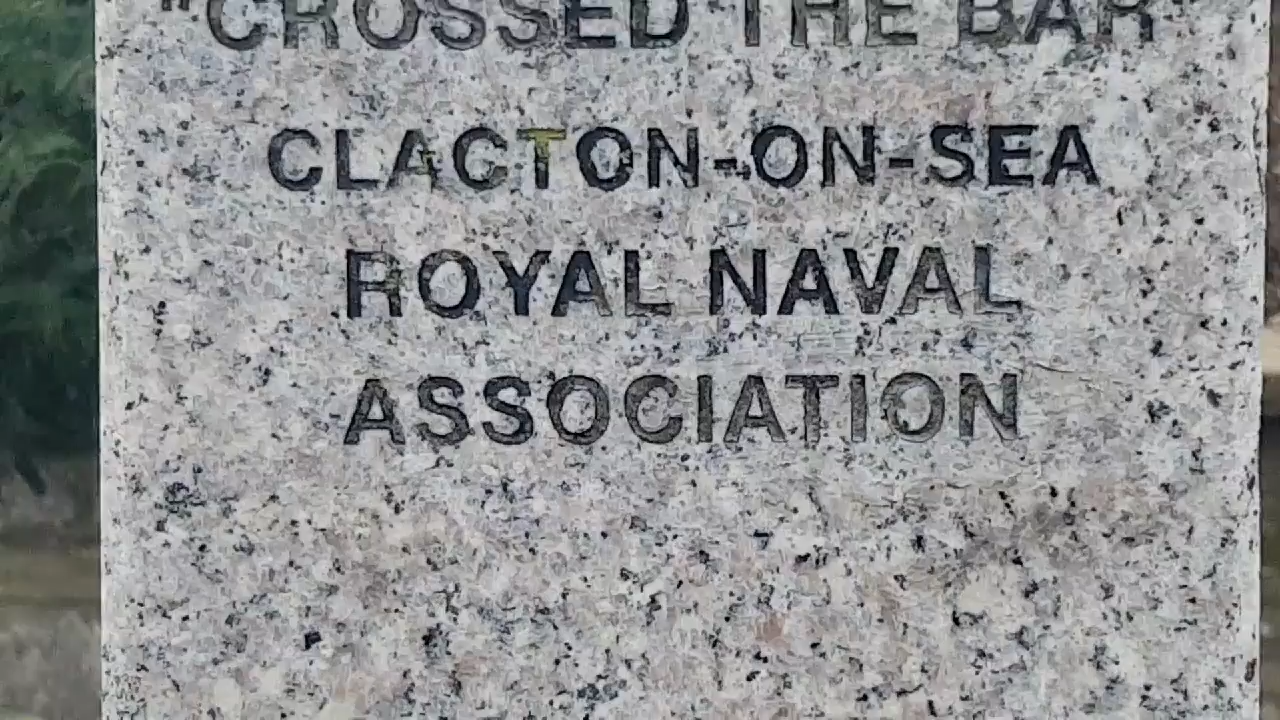 "CROSSED THE BAR"
CLACTON-ON-SEA
ROYAL NAVAL
ASSOCIATION